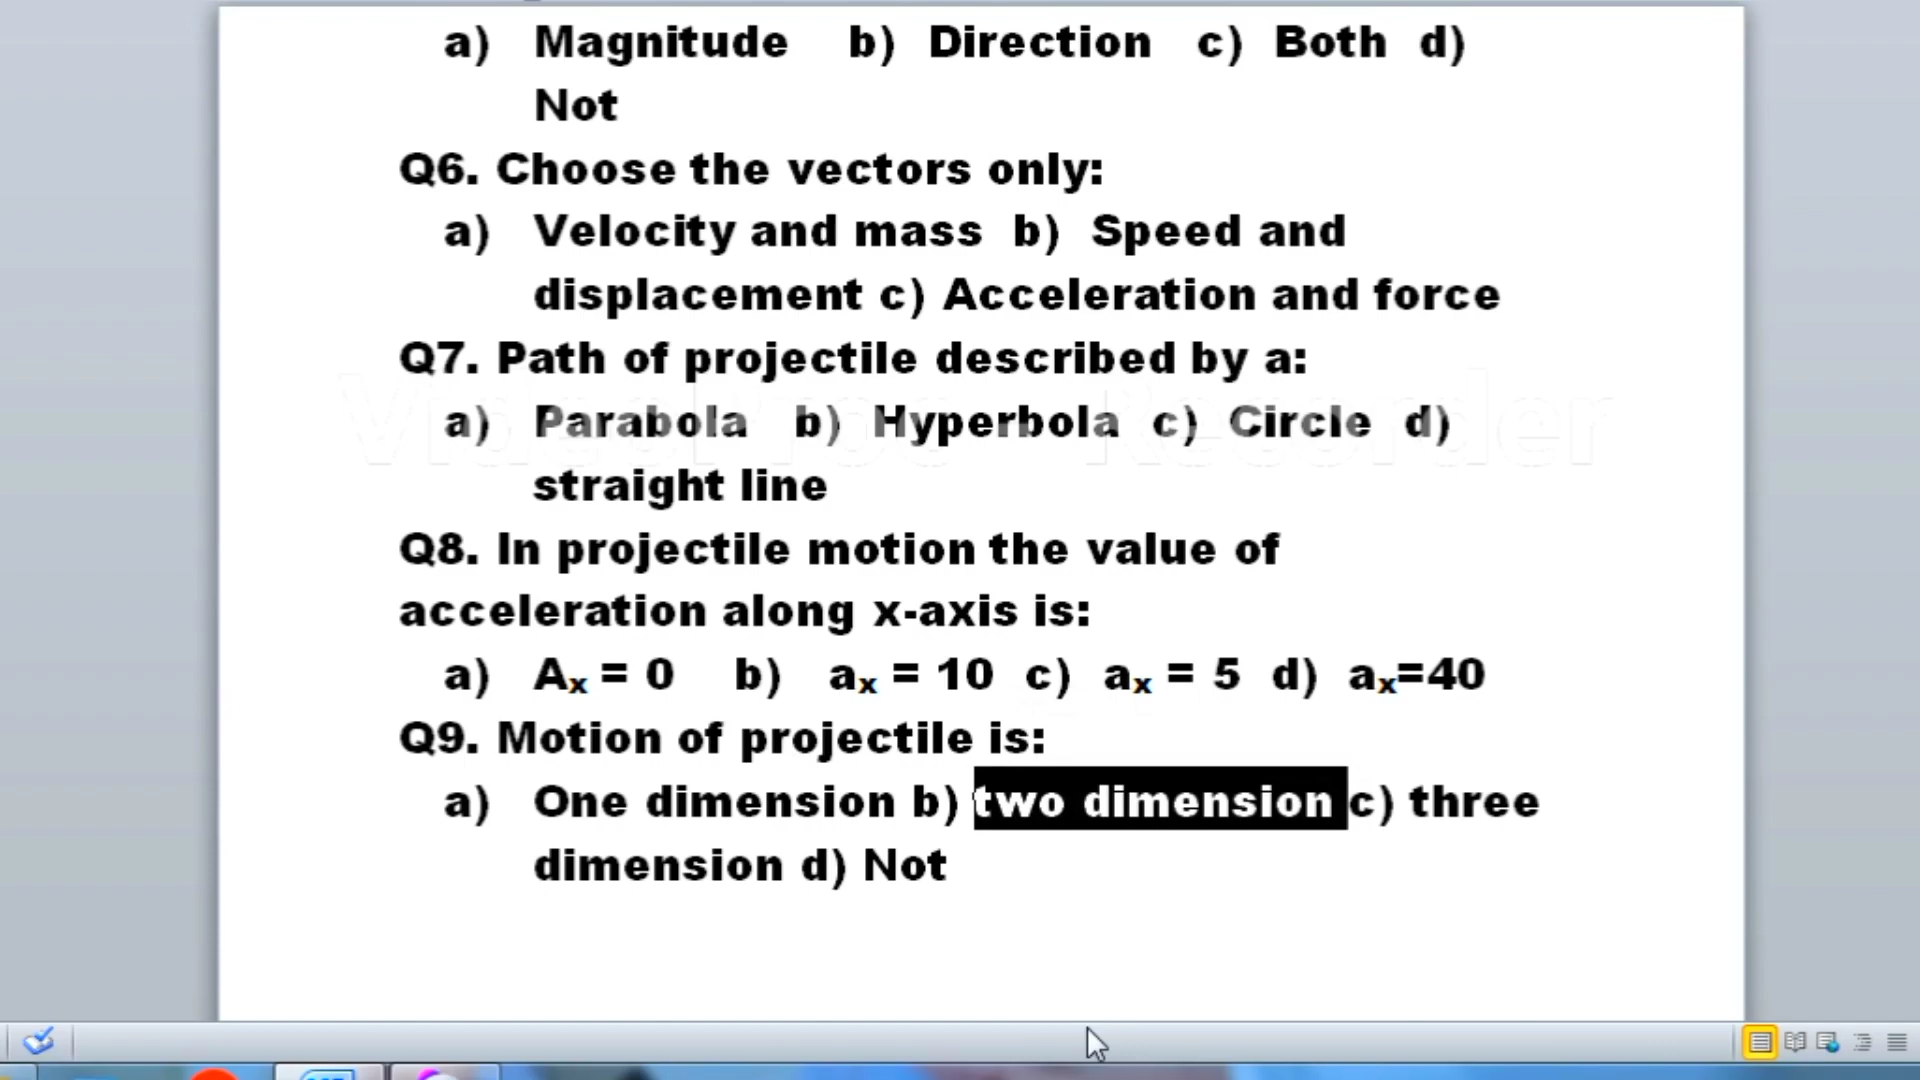 a) Magnitude b) Direction c) Both d)
Not
Q6. Choose the vectors only:
a) Velocity and mass b) Speed and
displacement c) Acceleration and force
Q7. Path of projectile described by a:
a) Parabola b) Hyperbola c) Circle d)
straight line
Q8. In projectile motion the value of
acceleration along x-axis is:
a) Ax = 0 b) ax = 10 c) ax = 5 d) ax=40
Q9. Motion of projectile is:
a) One dimension b) two dimension c) three
dimension d) Not